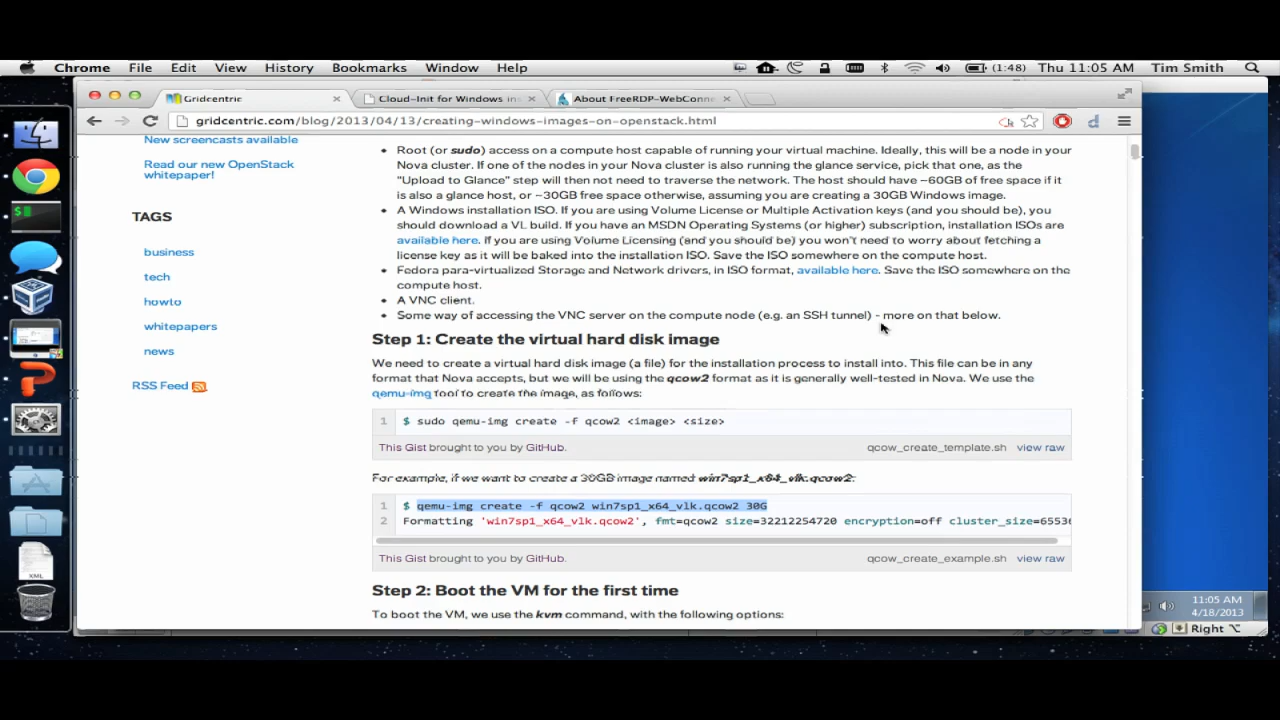 Chrome File Edit View History Bookmarks Window Help (1:48) Thu 11:05 AM Tim Smith
Gridcentric Cloud-Init for Windows ins About FreeRDP-WebConne
gridcentric.com/blog/2013/04/13/creating-windows-images-on-openstack.html
New screencasts available
Read our new OpenStack
whitepaper!
TAGS
business
tech
howto
whitepapers
news
RSS Feed
Root (or sudo) access on a compute host capable of running your virtual machine. Ideally, this will be a node in your
Nova cluster. If one of the nodes in your Nova cluster is also running the glance service, pick that one, as the
"Upload to Glance" step will then not need to traverse the network. The host should have ~60GB of free space if it
is also a glance host, or ~30GB free space otherwise, assuming you are creating a 30GB Windows image.
A Windows installation ISO. If you are using Volume License or Multiple Activation keys (and you should be), you
should download a VL build. If you have an MSDN Operating Systems (or higher) subscription, installation ISOs are
available here. If you are using Volume Licensing (and you should be) you won't need to worry about fetching a
license key as it will be baked into the installation ISO. Save the ISO somewhere on the compute host.
Fedora para-virtualized Storage and Network drivers, in ISO format, available here. Save the ISO somewhere on the
compute host.
A VNC client.
Some way of accessing the VNC server on the compute node (e.g. an SSH tunnel) - more on that below.
Step 1: Create the virtual hard disk image
We need to create a virtual hard disk image (a file) for the installation process to install into. This file can be in any
format that Nova accepts, but we will be using the qcow2 format as it is generally well-tested in Nova. We use the
qemu-img tool to create the image, as follows:
1 $ sudo qemu-img create -f qcow2 <image> <size>
This Gist brought to you by GitHub. qcow_create_template.sh view raw
For example, if we want to create a 30GB image named win7sp1_x64_vlk.qcow2:
1 $ qemu-img create -f qcow2 win7sp1_x64_vlk.qcow2 30G
2 Formatting 'win7sp1_x64_vlk.qcow2', fmt=qcow2 size=32212254720 encryption=off cluster_size=6553
This Gist brought to you by GitHub. qcow_create_example.sh view raw
Step 2: Boot the VM for the first time
To boot the VM, we use the kvm command, with the following options:
11:05 AM
4/18/2013
Right ⌥
XML